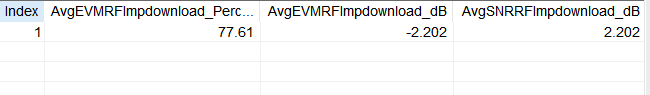 Index AvgEVMRFImpdownload_Perc... AvgEVMRFImpdownload_dB AvgSNRRFImpdownload_dB
1 77.61 -2.202 2.202